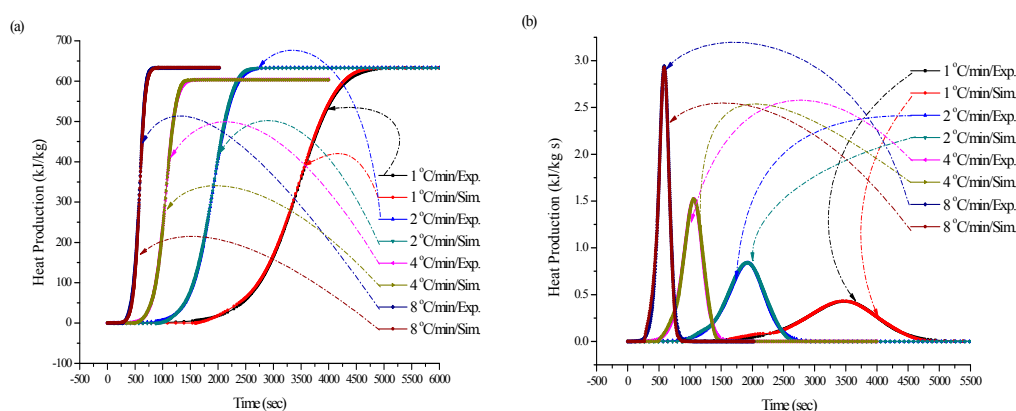 (a)
Heat Production (kJ/kg)
700
600
500
400
300
200
100
0
-100
-500 0 500 1000 1500 2000 2500 3000 3500 4000 4500 5000 5500 6000
Time (sec)
1 °C/min/Exp.
1 °C/min/Sim.
2 °C/min/Exp.
2 °C/min/Sim.
4 °C/min/Exp.
4 °C/min/Sim.
8 °C/min/Exp.
8 °C/min/Sim.
(b)
Heat Production (kJ/kg s)
3.0
2.5
2.0
1.5
1.0
0.5
0.0
-500 0 500 1000 1500 2000 2500 3000 3500 4000 4500 5000 5500
Time (sec)
1 °C/min/Exp.
1 °C/min/Sim.
2 °C/min/Exp.
2 °C/min/Sim.
4 °C/min/Exp.
4 °C/min/Sim.
8 °C/min/Exp.
8 °C/min/Sim.